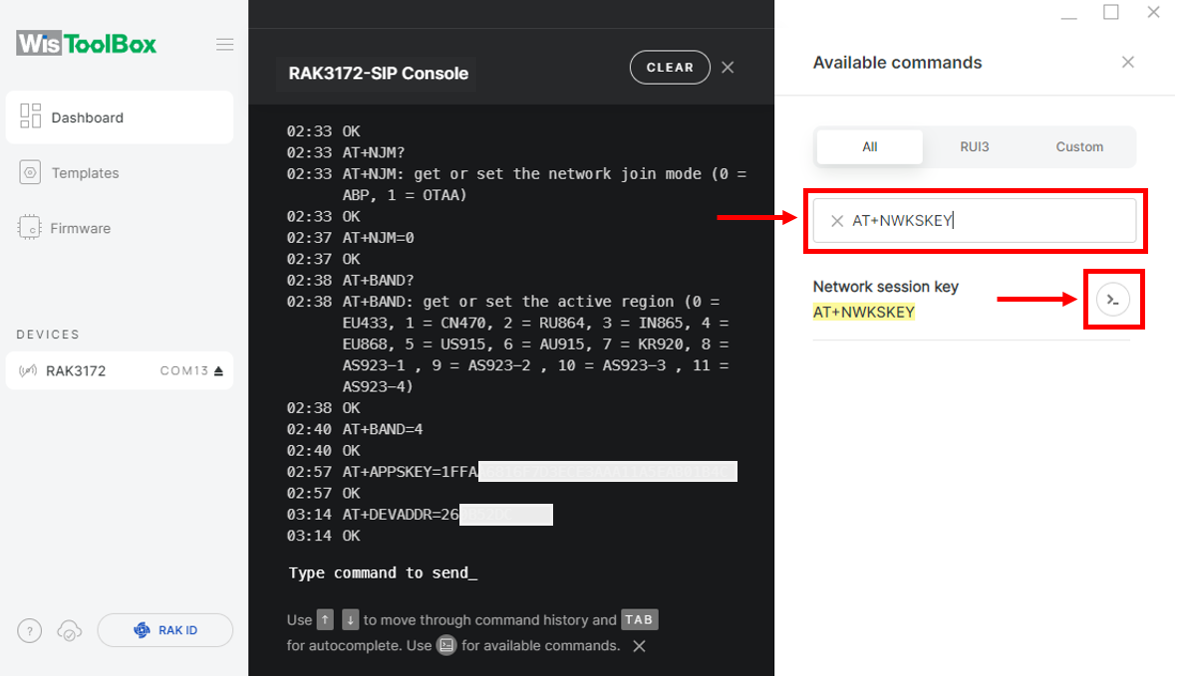 WisToolBox
Dashboard
Templates
Firmware
DEVICES
RAK3172 COM13
?
RAK ID
RAK3172-SIP Console
CLEAR
02:33 OK
02:33 AT+NJM?
02:33 AT+NJM: get or set the network join mode (0 =
ABP, 1 = OTAA)
02:33 OK
02:37 AT+NJM=0
02:37 OK
02:38 AT+BAND?
02:38 AT+BAND: get or set the active region (0 =
EU433, 1 = CN470, 2 = RU864, 3 = IN865, 4 =
EU868, 5 = US915, 6 = AU915, 7 = KR920, 8 =
AS923-1 , 9 = AS923-2 , 10 = AS923-3 , 11 =
AS923-4)
02:38 OK
02:40 AT+BAND=4
02:40 OK
02:57 AT+APPSKEY=1FFA
02:57 OK
03:14 AT+DEVADDR=26
03:14 OK
Type command to send_
Use ↑ ↓ to move through command history and TAB
for autocomplete. Use for available commands.
Available commands
All RUI3 Custom
AT+NWKSKEY
Network session key
AT+NWKSKEY